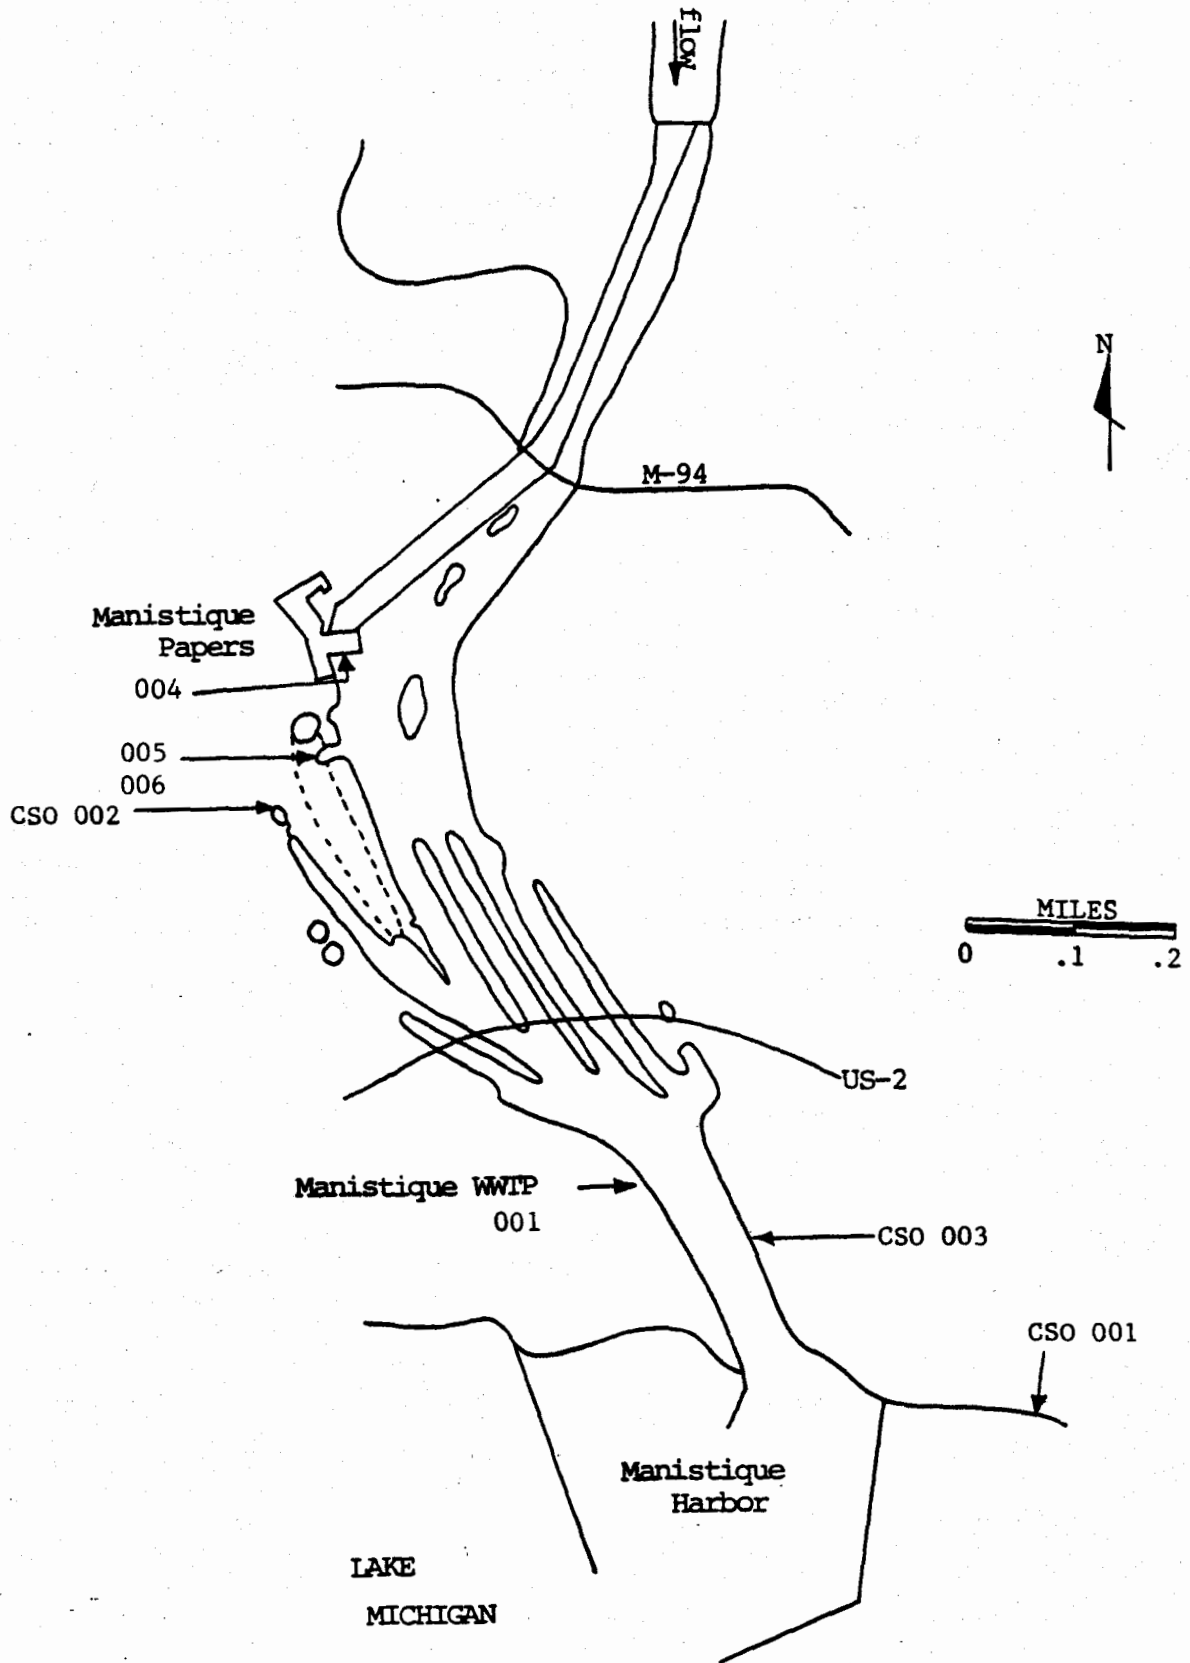 flow
N
M-94
Manistique
Papers
004
005
006
CSO 002
MILES
0 .1 .2
US-2
Manistique WWTP
001
CSO 003
CSO 001
Manistique
Harbor
LAKE
MICHIGAN